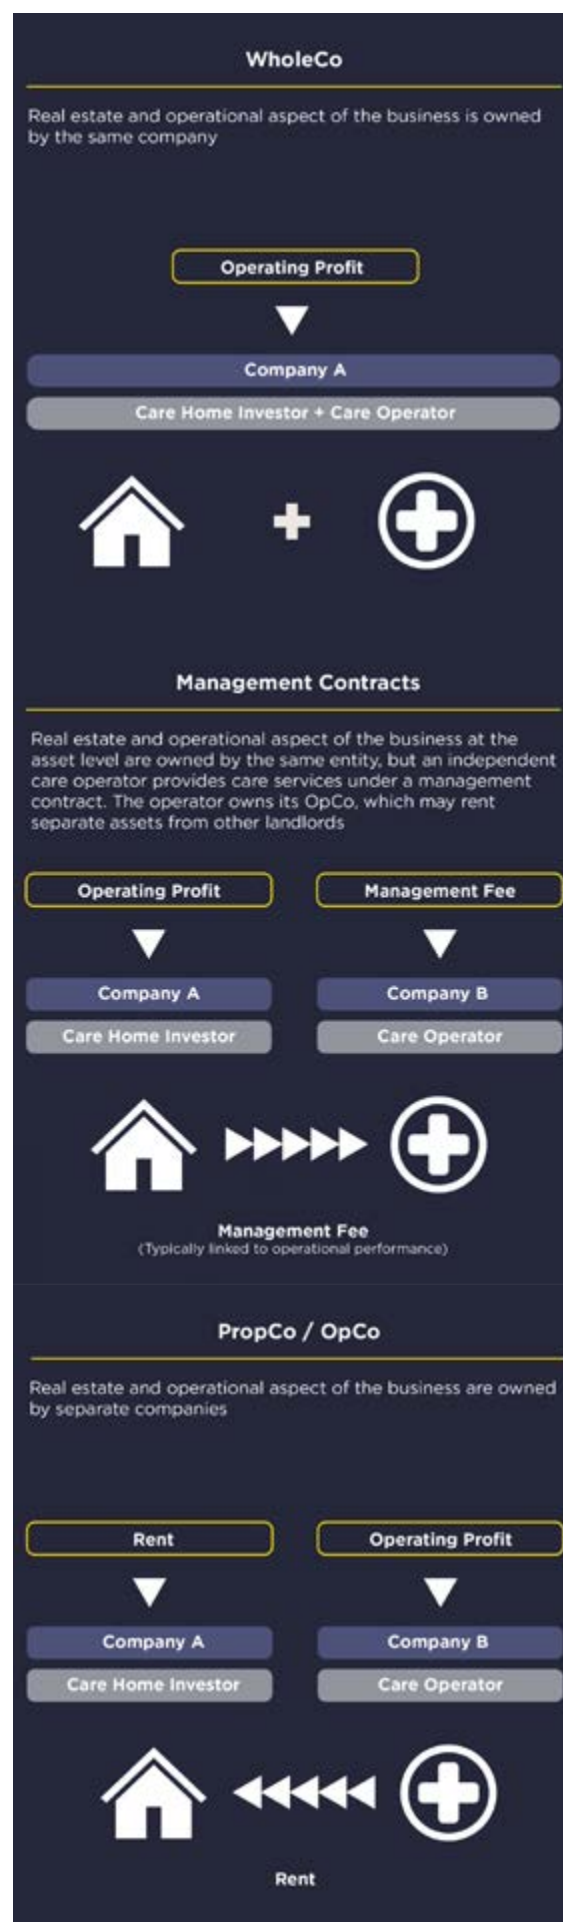 WholeCo
Real estate and operational aspect of the business is owned
by the same company
Operating Profit
Company A
Care Home Investor + Care Operator
Management Contracts
Real estate and operational aspect of the business at the
asset level are owned by the same entity, but an independent
care operator provides care services under a management
contract. The operator owns its OpCo, which may rent
separate assets from other landlords
Operating Profit
Management Fee
Company A
Company B
Care Home Investor
Care Operator
Management Fee
(Typically linked to operational performance)
PropCo / OpCo
Real estate and operational aspect of the business are owned
by separate companies
Rent
Operating Profit
Company A
Company B
Care Home Investor
Care Operator
Rent